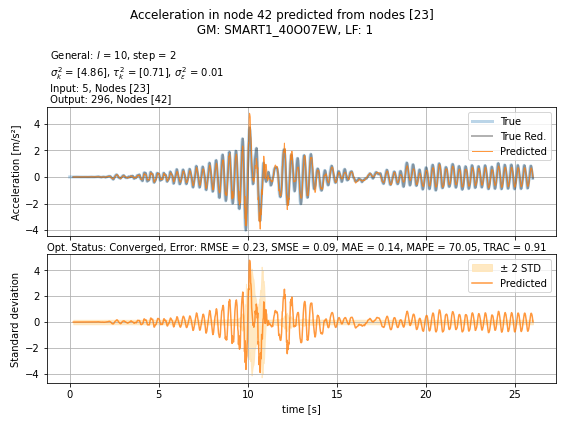 Acceleration in node 42 predicted from nodes [23]
GM: SMART1_40O07EW, LF: 1
General: l = 10, step = 2
σ²ₖ = [4.86], τ²ₖ = [0.71], σ²ε = 0.01
Input: 5, Nodes [23]
Output: 296, Nodes [42]
Acceleration [m/s²]
4
2
0
−2
−4
True
True Red.
Predicted
Opt. Status: Converged, Error: RMSE = 0.23, SMSE = 0.09, MAE = 0.14, MAPE = 70.05, TRAC = 0.91
Standard deviation
4
2
0
−2
−4
± 2 STD
Predicted
0 5 10 15 20 25
time [s]